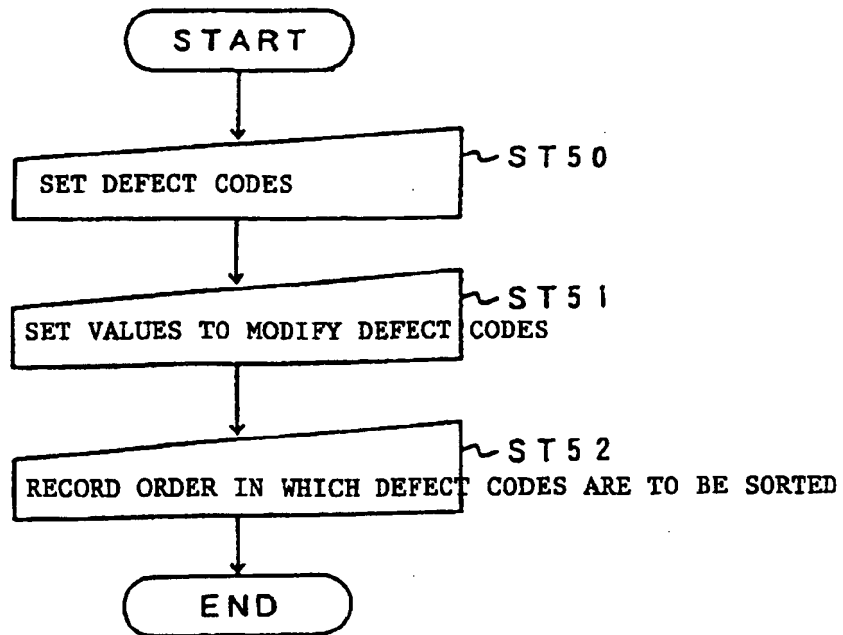 START
SET DEFECT CODES
ST50
SET VALUES TO MODIFY DEFECT CODES
ST51
RECORD ORDER IN WHICH DEFECT CODES ARE TO BE SORTED
ST52
END